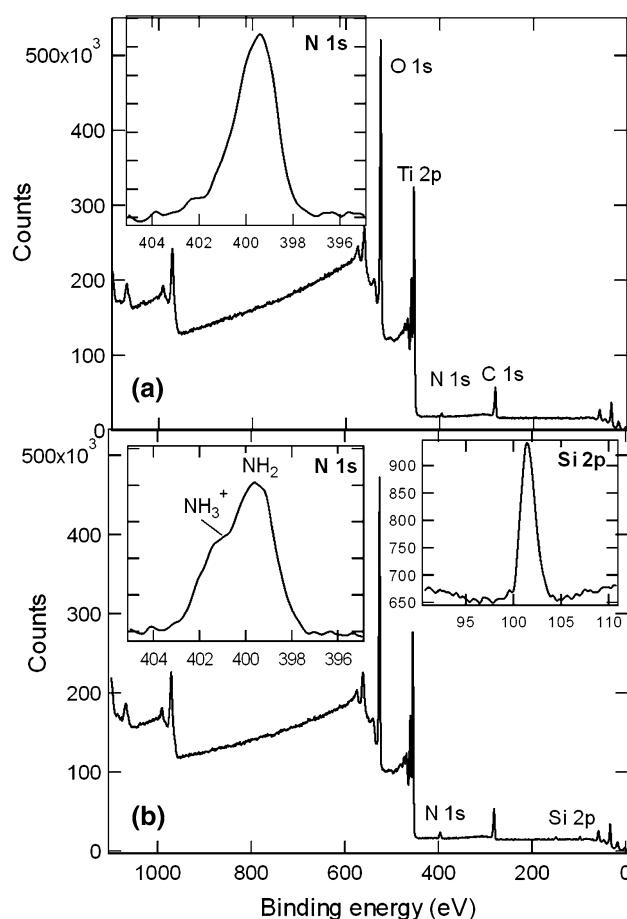 N 1s
500x10³
O 1s
400
Ti 2p
300
404 402 400 398 396
Counts
200
100
(a)
N 1s C 1s
0
500x10³
NH₂ N 1s
Si 2p
900
NH₃⁺
850
400
800
750
700
300
650
404 402 400 398 396
95 100 105 110
Counts
200
100
(b)
N 1s Si 2p
0
1000 800 600 400 200 0
Binding energy (eV)